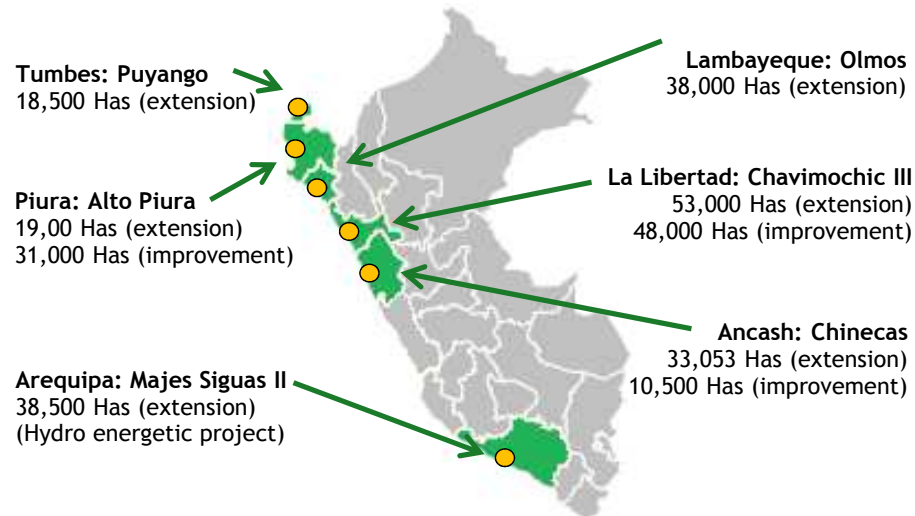 Tumbes: Puyango
18,500 Has (extension)
Lambayeque: Olmos
38,000 Has (extension)
Piura: Alto Piura
19,00 Has (extension)
31,000 Has (improvement)
La Libertad: Chavimochic III
53,000 Has (extension)
48,000 Has (improvement)
Ancash: Chinecas
33,053 Has (extension)
10,500 Has (improvement)
Arequipa: Majes Siguas II
38,500 Has (extension)
(Hydro energetic project)